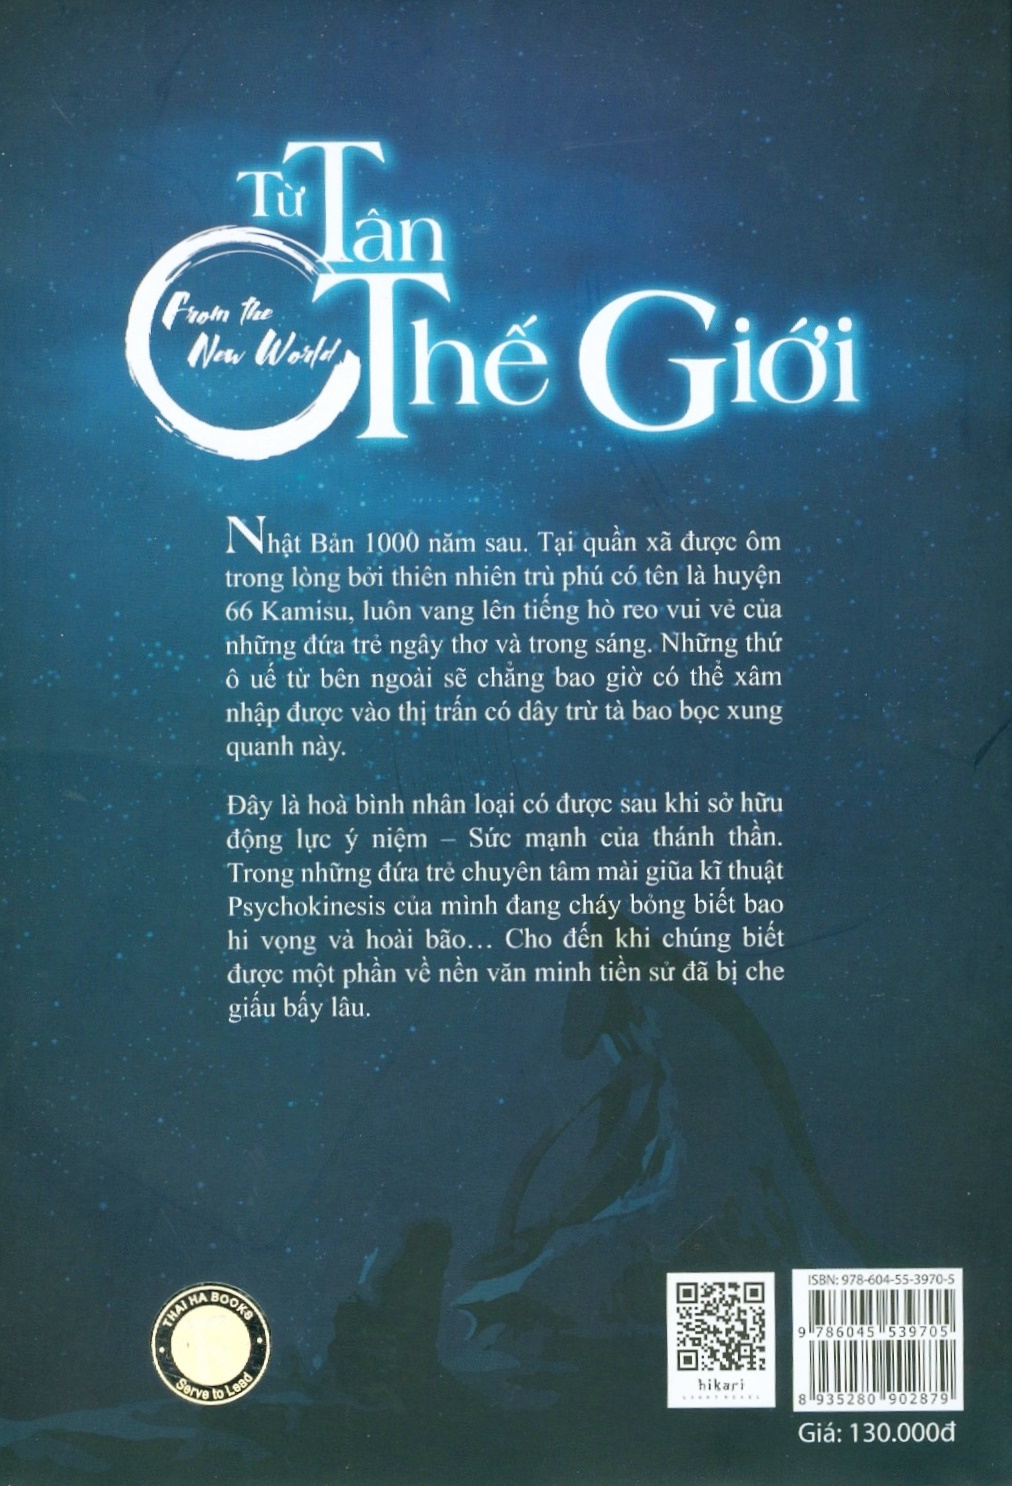 Từ Tân
From the
New World
Thế Giới
Nhật Bản 1000 năm sau. Tại quần xã được ôm
trong lòng bởi thiên nhiên trù phú có tên là huyện
66 Kamisu, luôn vang lên tiếng hò reo vui vẻ của
những đứa trẻ ngây thơ và trong sáng. Những thứ
ô uế từ bên ngoài sẽ chẳng bao giờ có thể xâm
nhập được vào thị trấn có dây trừ tà bao bọc xung
quanh này.
Đây là hoà bình nhân loại có được sau khi sở hữu
động lực ý niệm – Sức mạnh của thánh thần.
Trong những đứa trẻ chuyên tâm mài giũa kĩ thuật
Psychokinesis của mình đang cháy bỏng biết bao
hi vọng và hoài bão... Cho đến khi chúng biết
được một phần về nền văn minh tiền sử đã bị che
giấu bấy lâu.
THAI HA BOOKS
Serve to Lead
hikari
LIGHT NOVEL
ISBN: 978-604-55-3970-5
9 786045 539705
8 935280 902879
Giá: 130.000đ